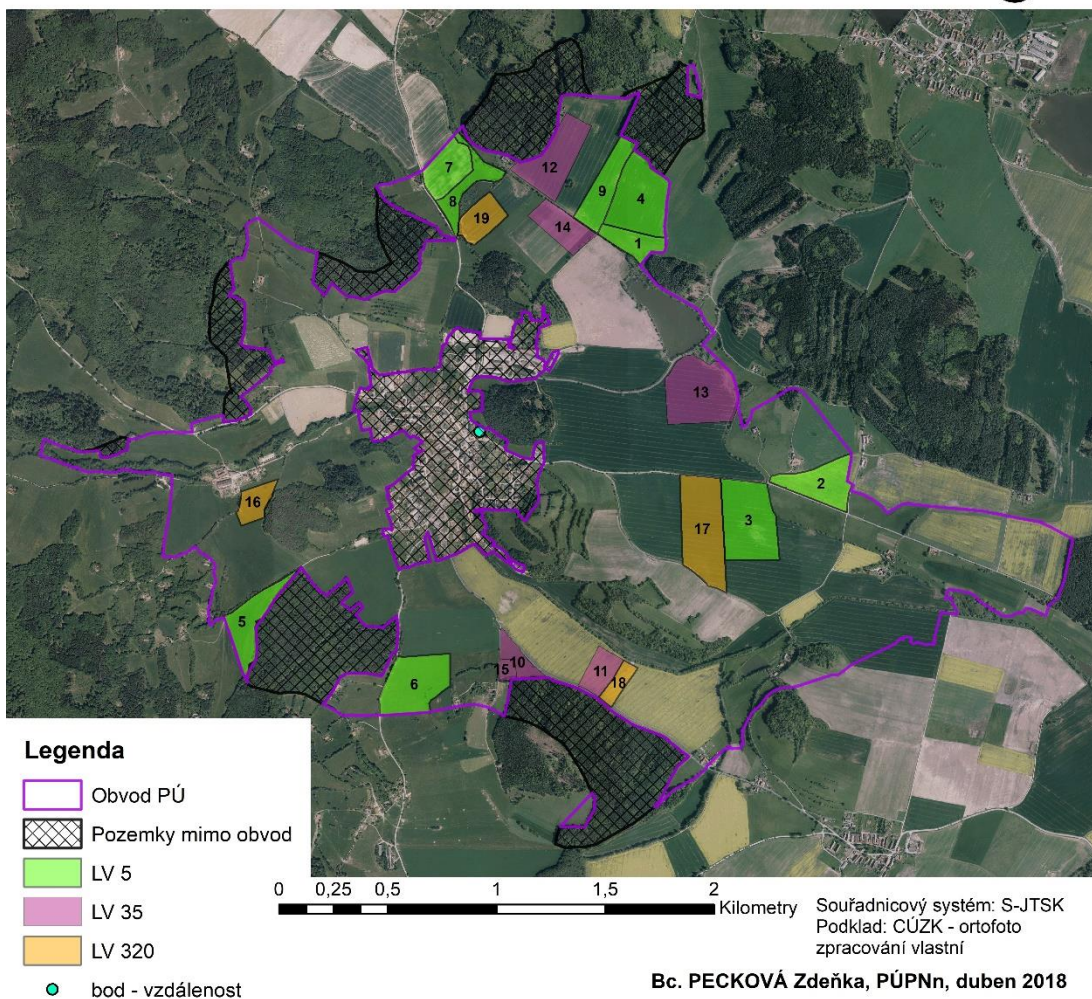 12
7
9
4
8
19
14
1
13
2
16
17
3
5
15 10
11
18
6
Legenda
Obvod PÚ
Pozemky mimo obvod
LV 5
LV 35
LV 320
bod - vzdálenost
0 0,25 0,5 1 1,5 2
Kilometry
Souřadnicový systém: S-JTSK
Podklad: CÚZK - ortofoto
zpracování vlastní
Bc. PECKOVÁ Zdeňka, PÚPNn, duben 2018